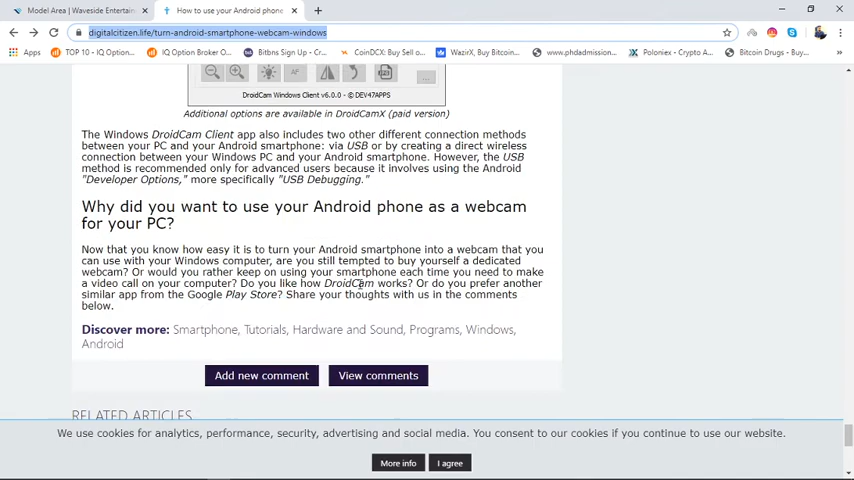 Model Area | Waveside Entertain
How to use your Android phone
digitalcitizen.life/turn-android-smartphone-webcam-windows
TOP 10 – IQ Option...
IQ Option Broker O...
Bitbns Sign Up - Cr...
CoinDCX: Buy Sell o...
WazirX, Buy Bitcoin...
www.phdadmission...
Poloniex - Crypto A...
Bitcoin Drugs - Buy...
AF
...
DroidCam Windows Client v6.0.0 - © DEV47APPS
Additional options are available in DroidCamX (paid version)
The Windows DroidCam Client app also includes two other different connection methods
between your PC and your Android smartphone: via USB or by creating a direct wireless
connection between your Windows PC and your Android smartphone. However, the USB
method is recommended only for advanced users because it involves using the Android
"Developer Options," more specifically "USB Debugging."
Why did you want to use your Android phone as a webcam
for your PC?
Now that you know how easy it is to turn your Android smartphone into a webcam that you
can use with your Windows computer, are you still tempted to buy yourself a dedicated
webcam? Or would you rather keep on using your smartphone each time you need to make
a video call on your computer? Do you like how DroidCam works? Or do you prefer another
similar app from the Google Play Store? Share your thoughts with us in the comments
below.
Discover more: Smartphone, Tutorials, Hardware and Sound, Programs, Windows,
Android
Add new comment
View comments
RELATED ARTICLES
We use cookies for analytics, performance, security, advertising and social media. You consent to our cookies if you continue to use our website.
More info
I agree